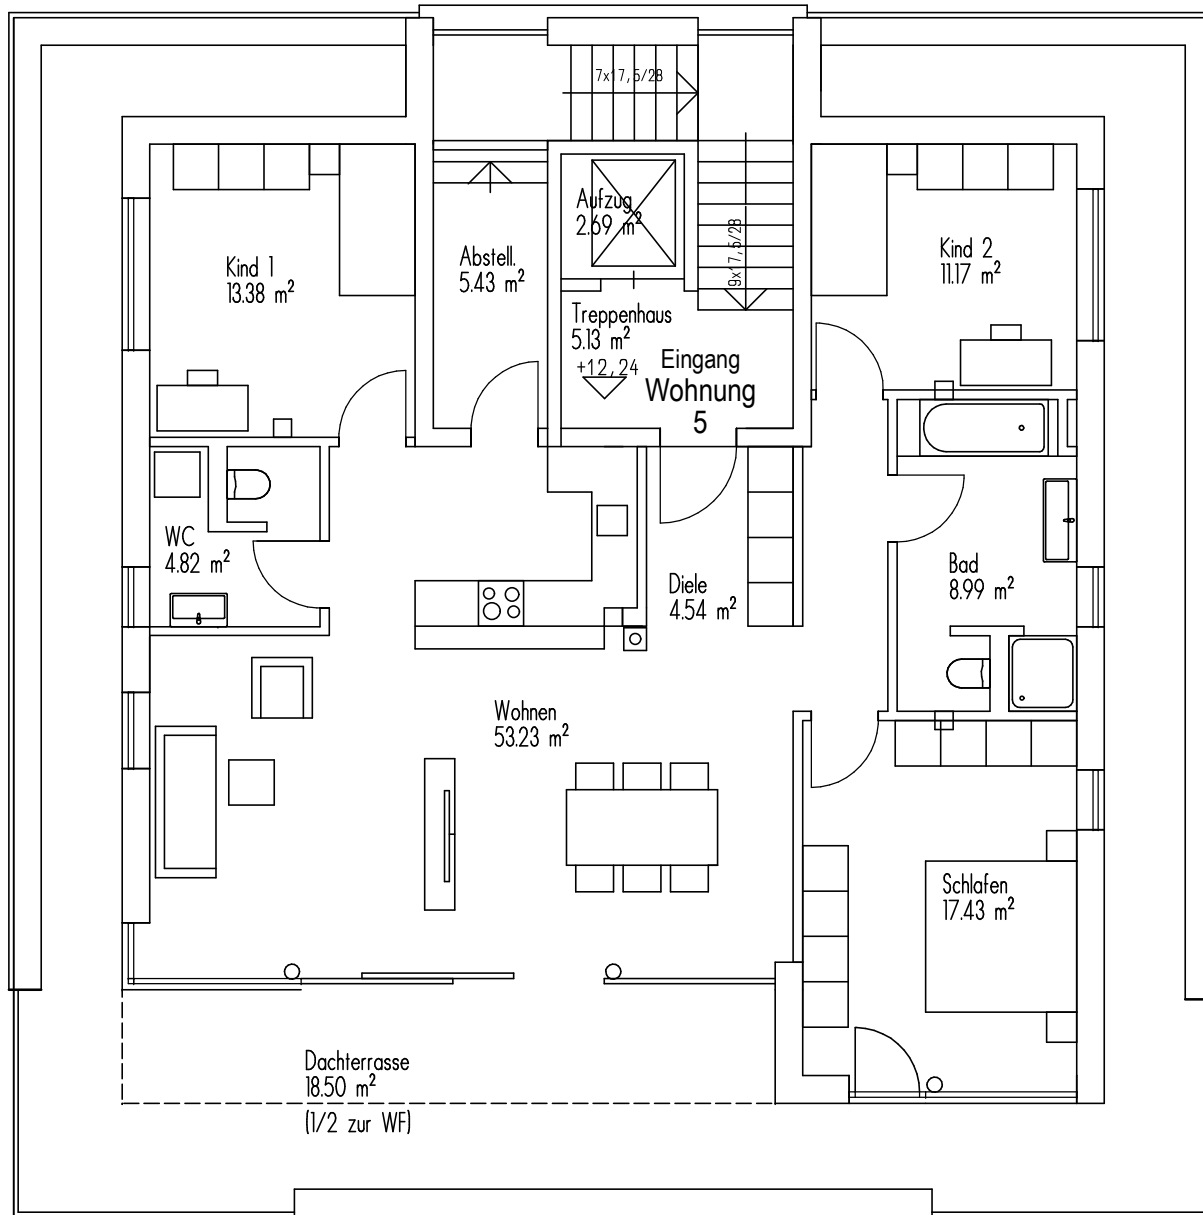 7x17,5/28
Aufzug
2.69 m²
9x17,5/28
Kind 1
13.38 m²
Abstell.
5.43 m²
Kind 2
11.17 m²
Treppenhaus
5.13 m²
+12,24
Eingang
Wohnung
5
WC
4.82 m²
Diele
4.54 m²
Bad
8.99 m²
Wohnen
53.23 m²
Schlafen
17.43 m²
Dachterrasse
18.50 m²
(1/2 zur WF)